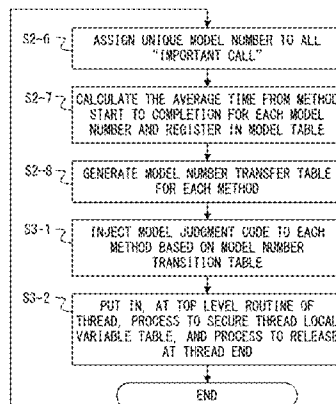 S2-6
ASSIGN UNIQUE MODEL NUMBER TO ALL
"IMPORTANT CALL"
S2-7
CALCULATE THE AVERAGE TIME FROM METHOD
START TO COMPLETION FOR EACH MODEL
NUMBER AND REGISTER IN MODEL TABLE
S2-8
GENERATE MODEL NUMBER TRANSFER TABLE
FOR EACH METHOD
S3-1
INJECT MODEL JUDGMENT CODE TO EACH
METHOD BASED ON MODEL NUMBER
TRANSITION TABLE
S3-2
PUT IN, AT TOP LEVEL ROUTINE OF
THREAD, PROCESS TO SECURE THREAD LOCAL
VARIABLE TABLE, AND PROCESS TO RELEASE
AT THREAD END
END